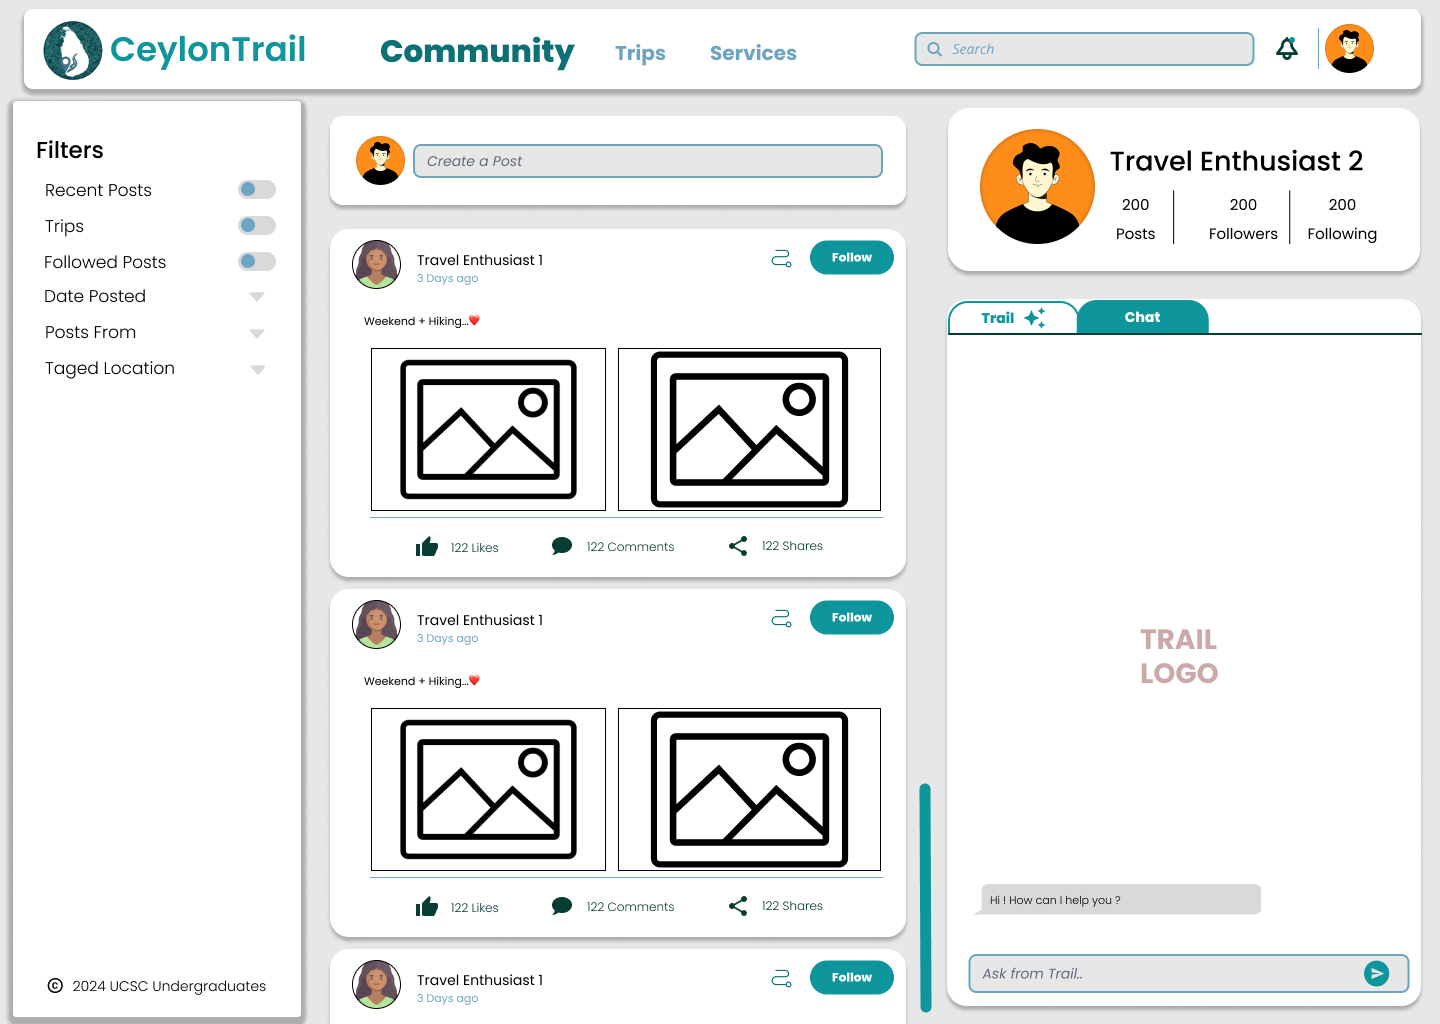 CeylonTrail
Community
Trips
Services
Search
Filters
Recent Posts
Trips
Followed Posts
Date Posted
Posts From
Taged Location
© 2024 UCSC Undergraduates
Create a Post
Travel Enthusiast 1
3 Days ago
Follow
Weekend + Hiking...❤️
122 Likes
122 Comments
122 Shares
Travel Enthusiast 1
3 Days ago
Follow
Weekend + Hiking...❤️
122 Likes
122 Comments
122 Shares
Travel Enthusiast 1
3 Days ago
Follow
Travel Enthusiast 2
200
Posts
200
Followers
200
Following
Trail
Chat
TRAIL
LOGO
Hi ! How can I help you ?
Ask from Trail..